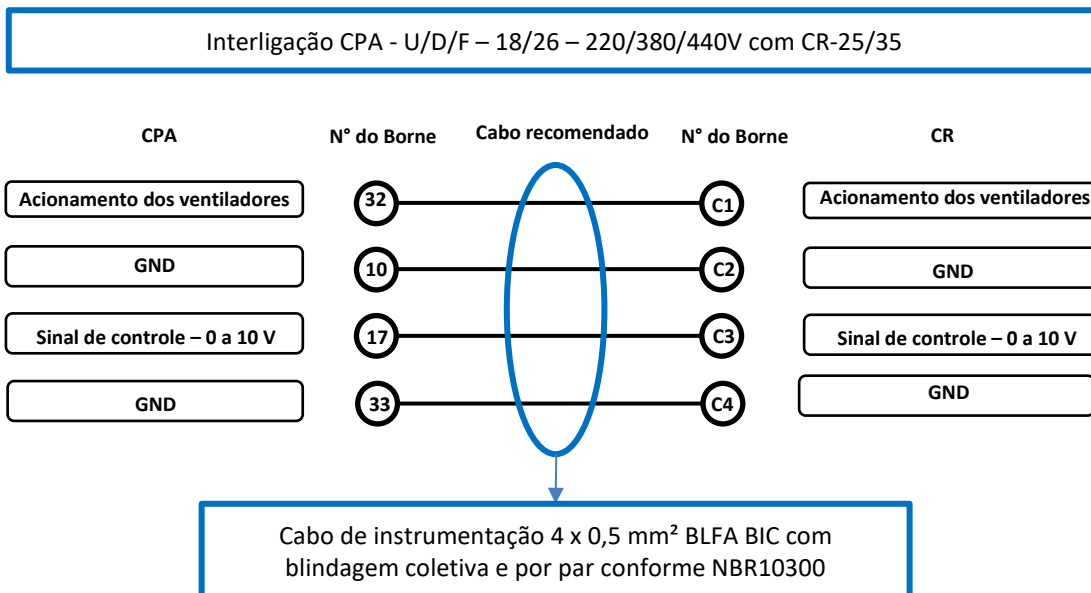 Interligação CPA - U/D/F – 18/26 – 220/380/440V com CR-25/35
CPA
N° do Borne
Cabo recomendado
N° do Borne
CR
Acionamento dos ventiladores
32
C1
Acionamento dos ventiladores
GND
10
C2
GND
Sinal de controle – 0 a 10 V
17
C3
Sinal de controle – 0 a 10 V
GND
33
C4
GND
Cabo de instrumentação 4 x 0,5 mm² BLFA BIC com
blindagem coletiva e por par conforme NBR10300